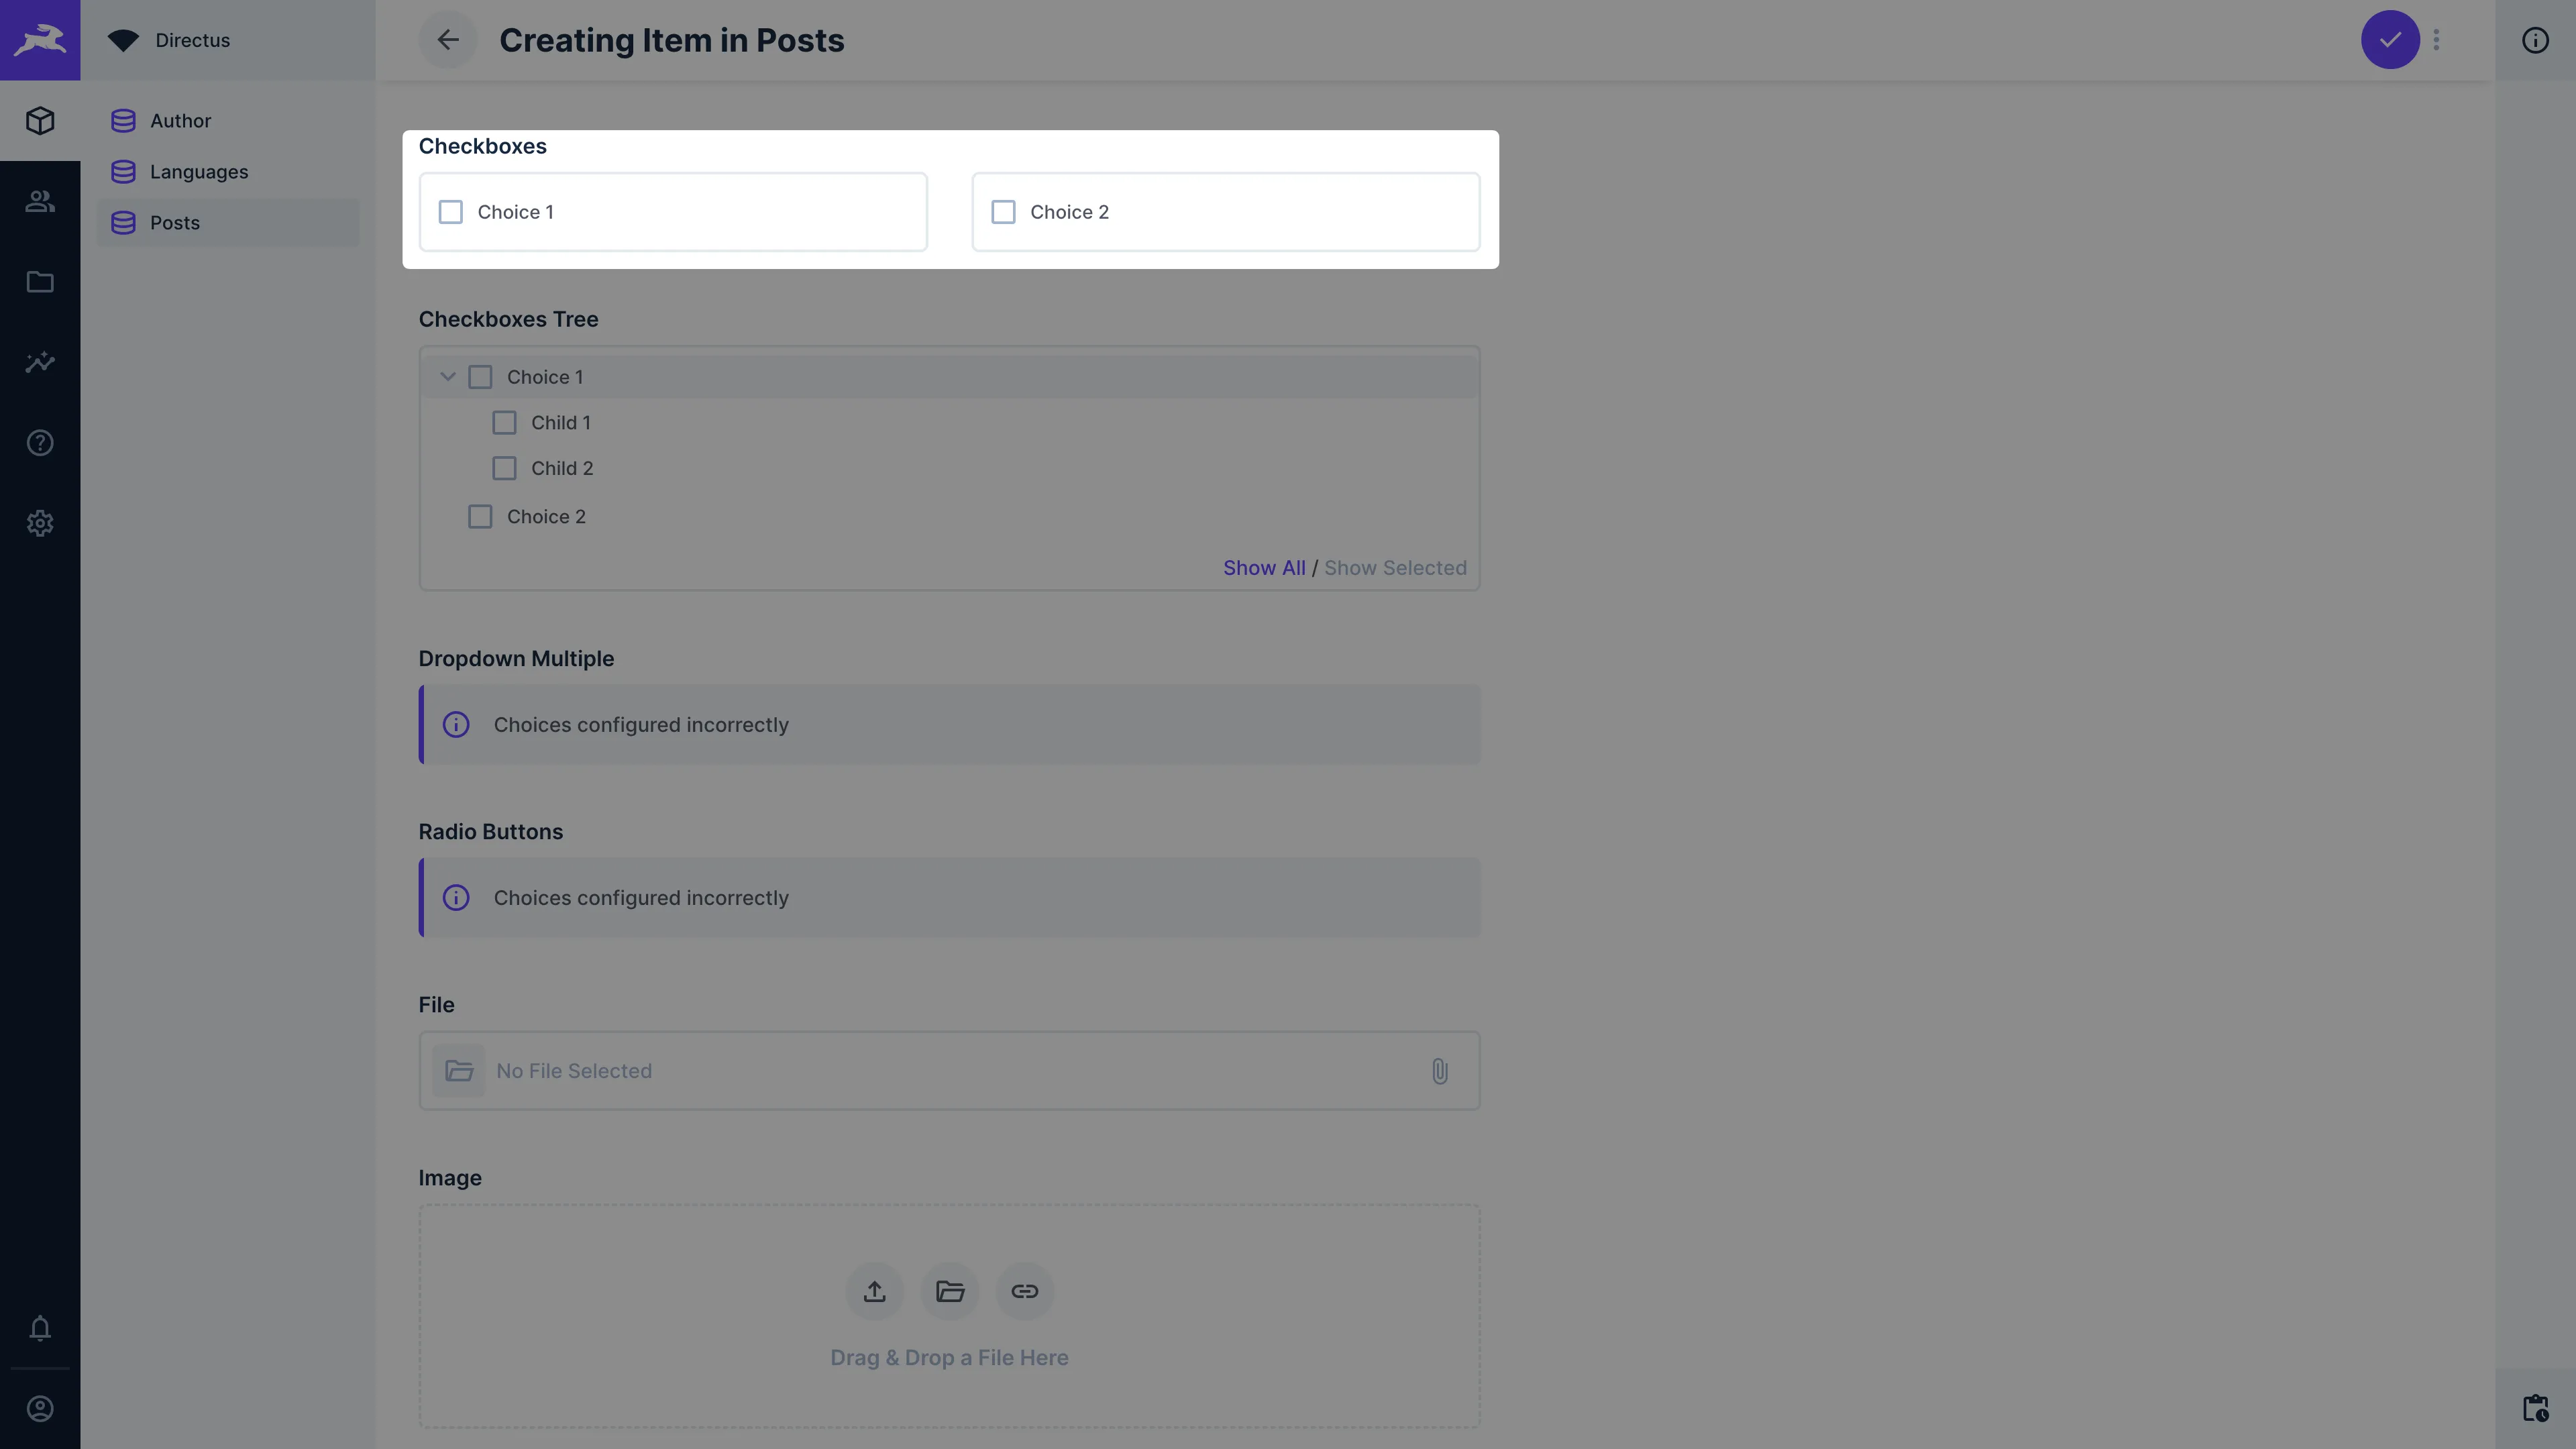 Directus
Creating Item in Posts
Author
Languages
Posts
Checkboxes
Choice 1
Choice 2
Checkboxes Tree
Choice 1
Child 1
Child 2
Choice 2
Show All / Show Selected
Dropdown Multiple
Choices configured incorrectly
Radio Buttons
Choices configured incorrectly
File
No File Selected
Image
Drag & Drop a File Here